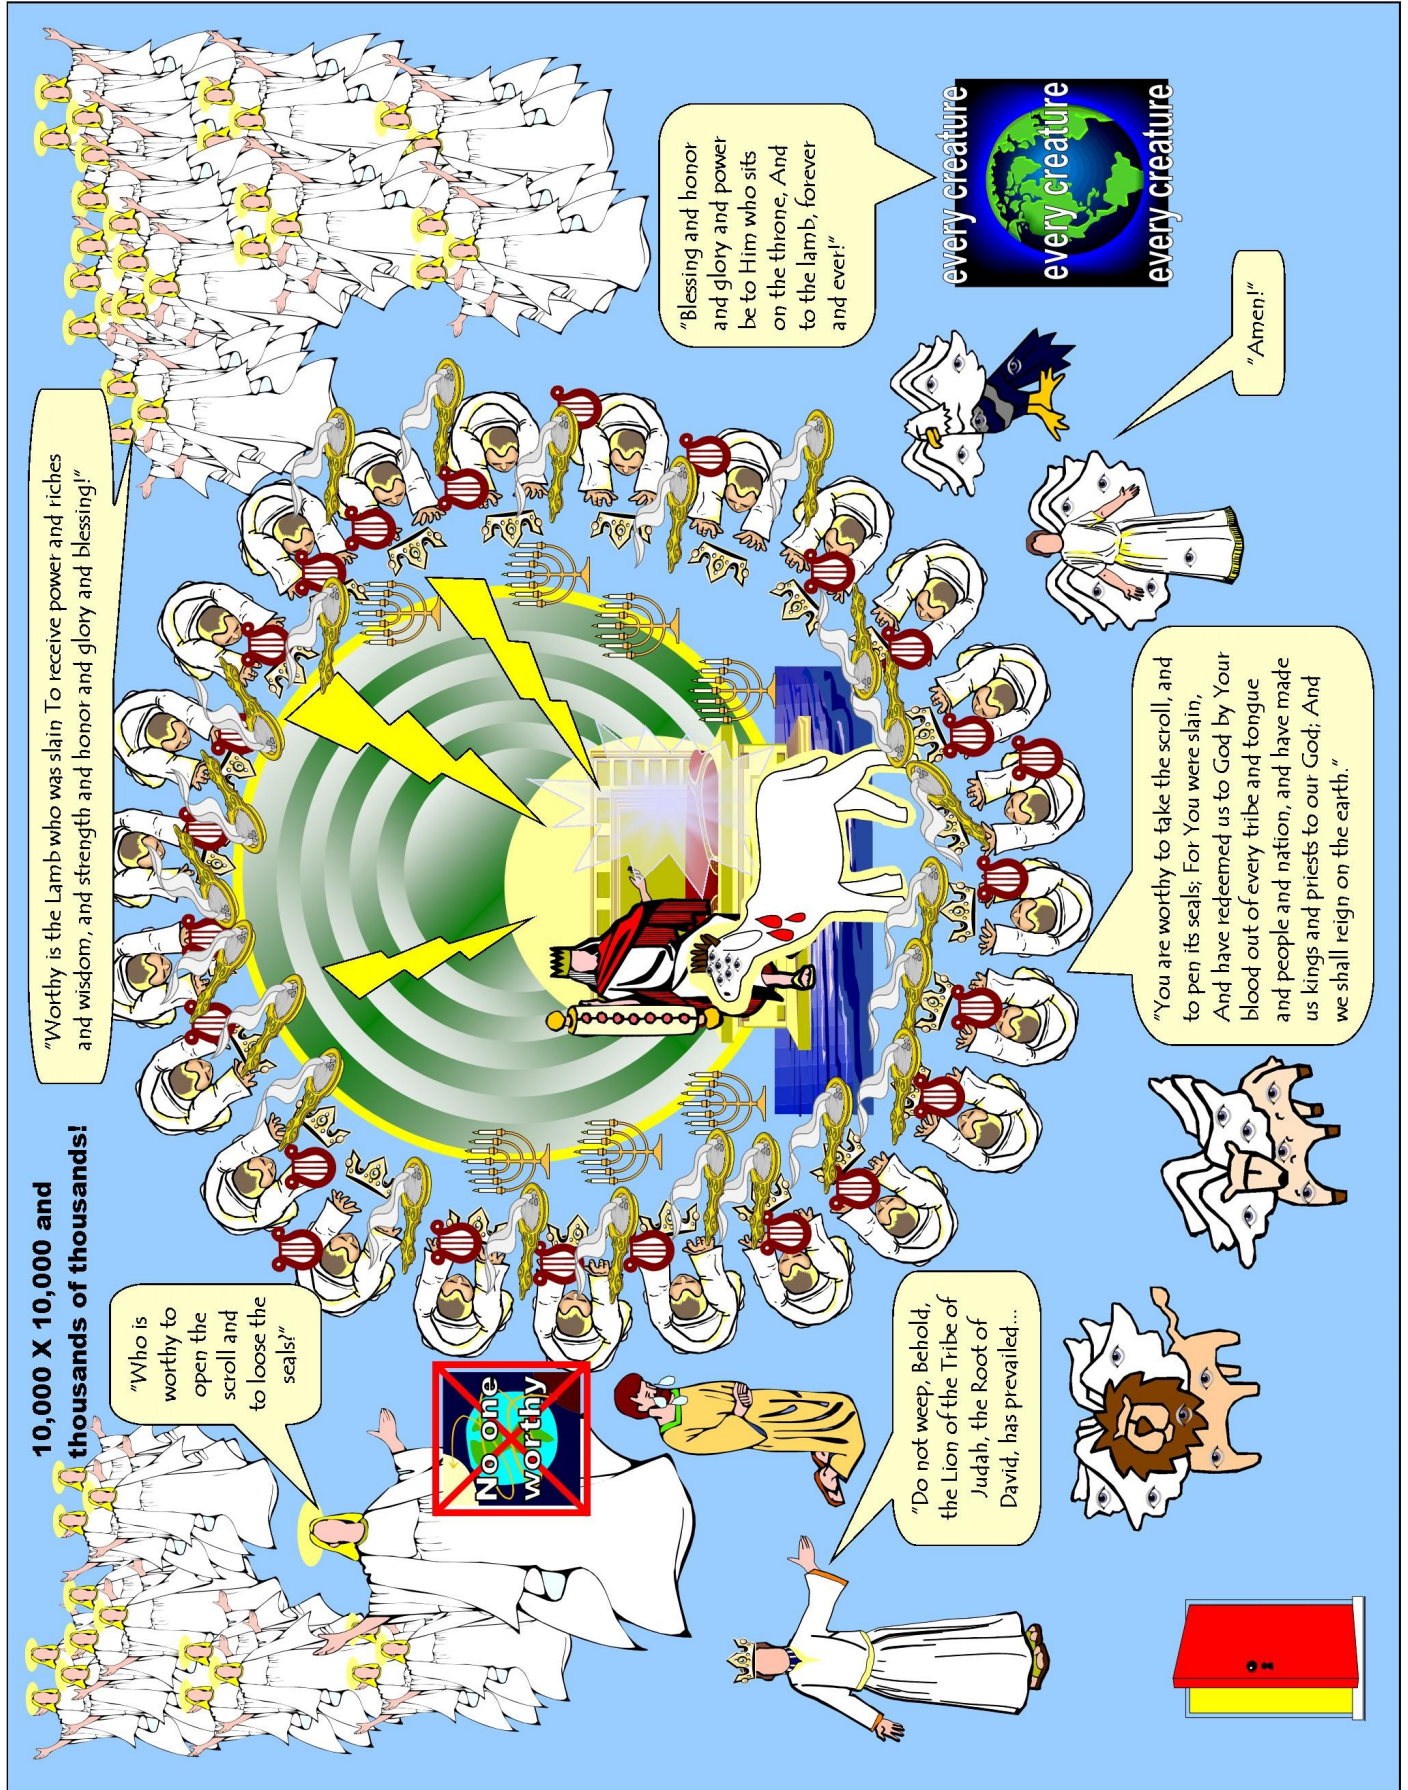 10,000 X 10,000 and
thousands of thousands!
"Worthy is the Lamb who was slain To receive power and riches
and wisdom, and strength and honor and glory and blessing!"
"Who is
worthy to
open the
scroll and
to loose the
seals?"
No one
worthy
"Do not weep, Behold,
the Lion of the Tribe of
Judah, the Root of
David, has prevailed...
"You are worthy to take the scroll, and
to pen its seals; For You were slain,
And have redeemed us to God by Your
blood out of every tribe and tongue
and people and nation, and have made
us kings and priests to our God; And
we shall reign on the earth."
"Blessing and honor
and glory and power
be to Him who sits
on the throne, And
to the lamb, forever
and ever!"
every creature
every creature
every creature
"Amen!"